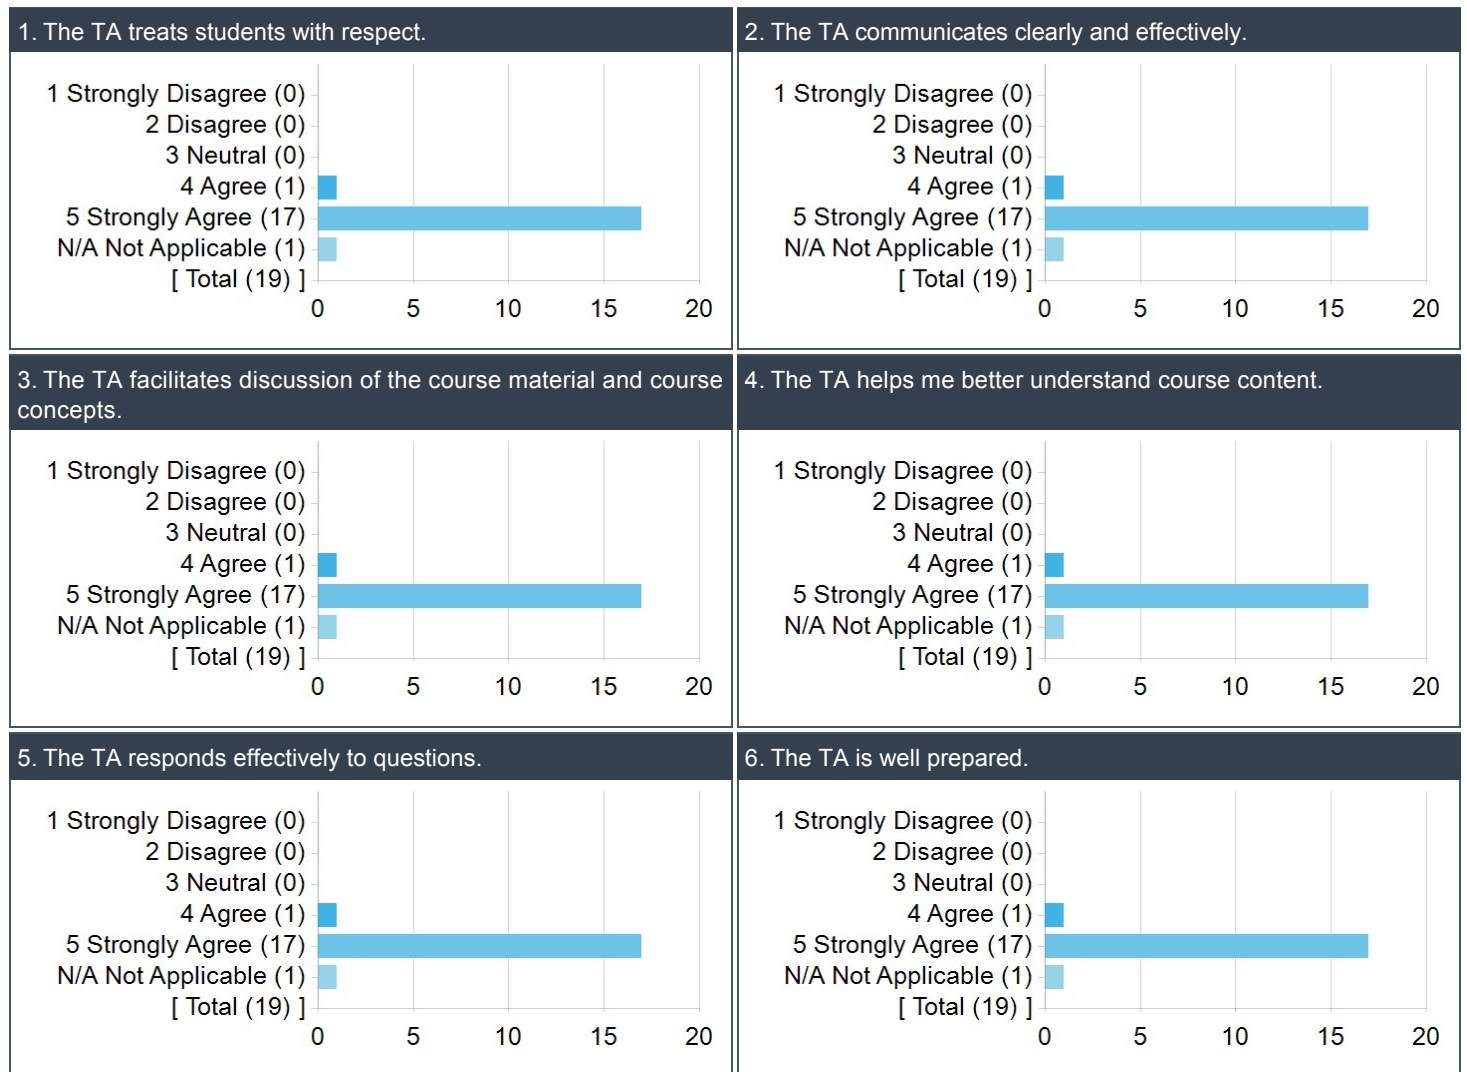 1. The TA treats students with respect.
1 Strongly Disagree (0)
2 Disagree (0)
3 Neutral (0)
4 Agree (1)
5 Strongly Agree (17)
N/A Not Applicable (1)
[ Total (19) ]
0 5 10 15 20
2. The TA communicates clearly and effectively.
1 Strongly Disagree (0)
2 Disagree (0)
3 Neutral (0)
4 Agree (1)
5 Strongly Agree (17)
N/A Not Applicable (1)
[ Total (19) ]
0 5 10 15 20
3. The TA facilitates discussion of the course material and course
concepts.
1 Strongly Disagree (0)
2 Disagree (0)
3 Neutral (0)
4 Agree (1)
5 Strongly Agree (17)
N/A Not Applicable (1)
[ Total (19) ]
0 5 10 15 20
4. The TA helps me better understand course content.
1 Strongly Disagree (0)
2 Disagree (0)
3 Neutral (0)
4 Agree (1)
5 Strongly Agree (17)
N/A Not Applicable (1)
[ Total (19) ]
0 5 10 15 20
5. The TA responds effectively to questions.
1 Strongly Disagree (0)
2 Disagree (0)
3 Neutral (0)
4 Agree (1)
5 Strongly Agree (17)
N/A Not Applicable (1)
[ Total (19) ]
0 5 10 15 20
6. The TA is well prepared.
1 Strongly Disagree (0)
2 Disagree (0)
3 Neutral (0)
4 Agree (1)
5 Strongly Agree (17)
N/A Not Applicable (1)
[ Total (19) ]
0 5 10 15 20